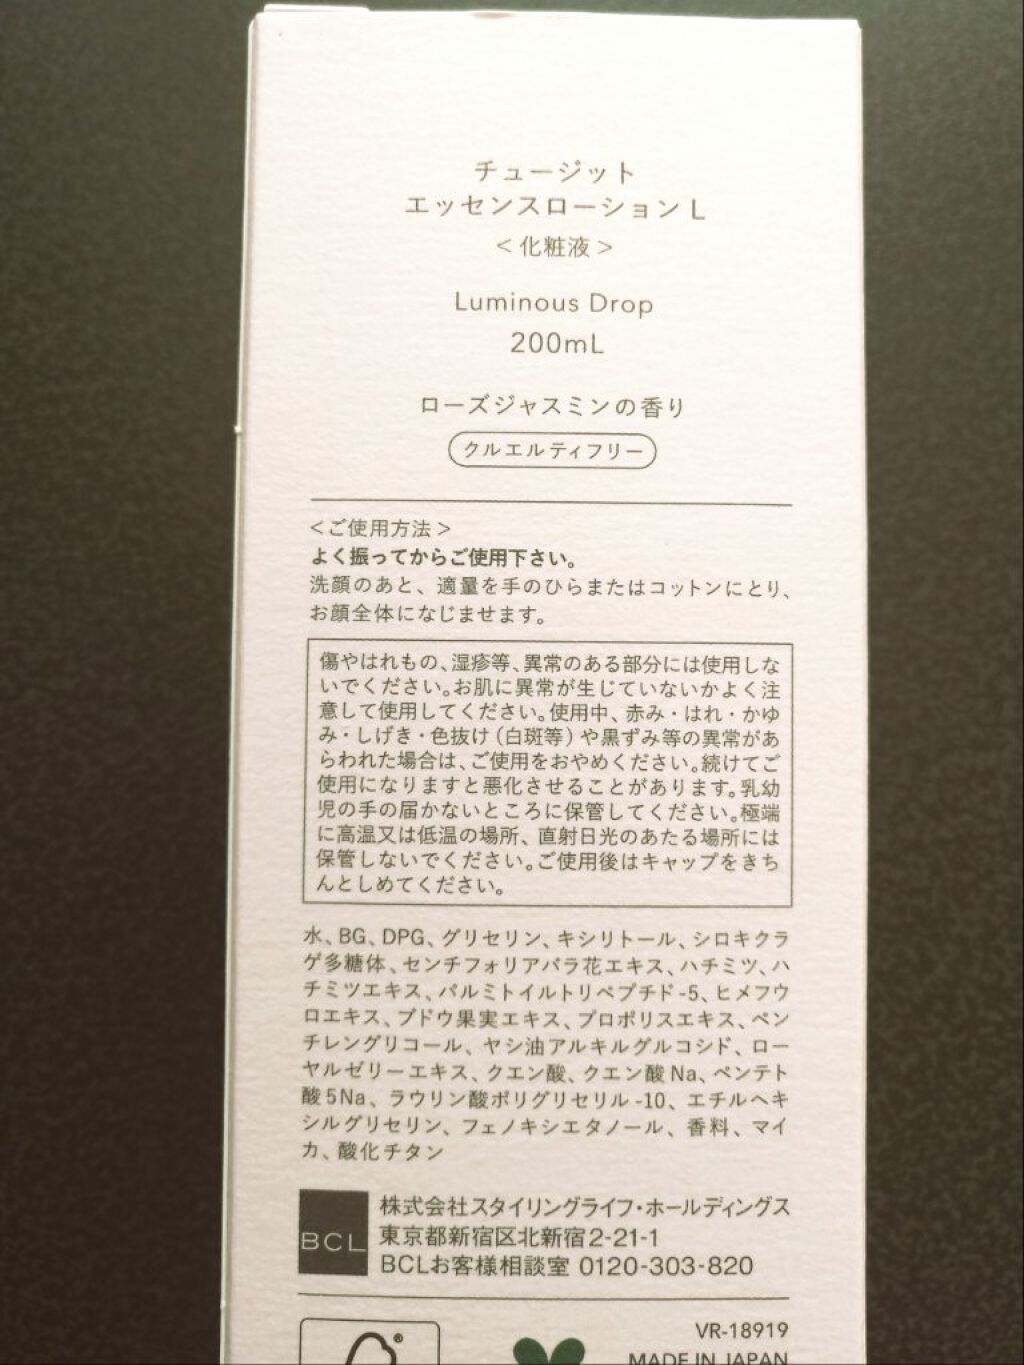 チュージット
エッセンスローション L
<化粧液>
Luminous Drop
200mL
ローズジャスミンの香り
クルエルティフリー
<ご使用方法>
よく振ってからご使用下さい。
洗顔のあと、適量を手のひらまたはコットンにとり、
お顔全体になじませます。
傷やはれもの、湿疹等、異常のある部分には使用しな
いでください。お肌に異常が生じていないかよく注
意して使用してください。使用中、赤み・はれ・かゆ
み・しげき・色抜け(白斑等)や黒ずみ等の異常があ
らわれた場合は、ご使用をおやめください。続けてご
使用になりますと悪化させることがあります。乳幼
児の手の届かないところに保管してください。極端
に高温又は低温の場所、直射日光のあたる場所には
保管しないでください。ご使用後はキャップをきち
んとしめてください。
水、BG、DPG、グリセリン、キシリトール、シロキクラ
ゲ多糖体、センチフォリアバラ花エキス、ハチミツ、ハ
チミツエキス、パルミトイルトリペプチド-5、ヒメフウ
ロエキス、ブドウ果実エキス、プロポリスエキス、ペン
チレングリコール、ヤシ油アルキルグルコシド、ロー
ヤルゼリーエキス、クエン酸、クエン酸Na、ペンテト
酸5Na、ラウリン酸ポリグリセリル-10、エチルヘキ
シルグリセリン、フェノキシエタノール、香料、マイ
カ、酸化チタン
BCL
株式会社スタイリングライフ・ホールディングス
東京都新宿区北新宿2-21-1
BCLお客様相談室 0120-303-820
®
VR-18919
MADE IN JAPAN